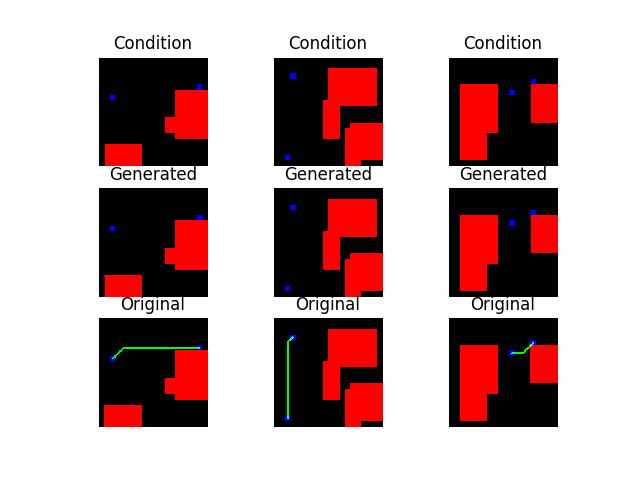 Condition Condition Condition
Generated Generated Generated
Original Original Original